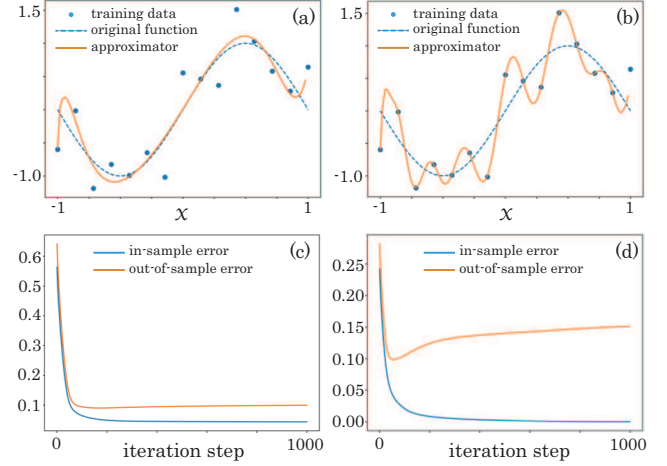 1.5
training data
original function
approximator
(a)
-1.0
-1
x
1
1.5
training data
original function
approximator
(b)
-1.0
-1
x
1
0.6
0.5
0.4
0.3
0.2
0.1
in-sample error
out-of-sample error
(c)
0
1000
iteration step
0.25
0.20
0.15
0.10
0.05
0.00
in-sample error
out-of-sample error
(d)
0
1000
iteration step